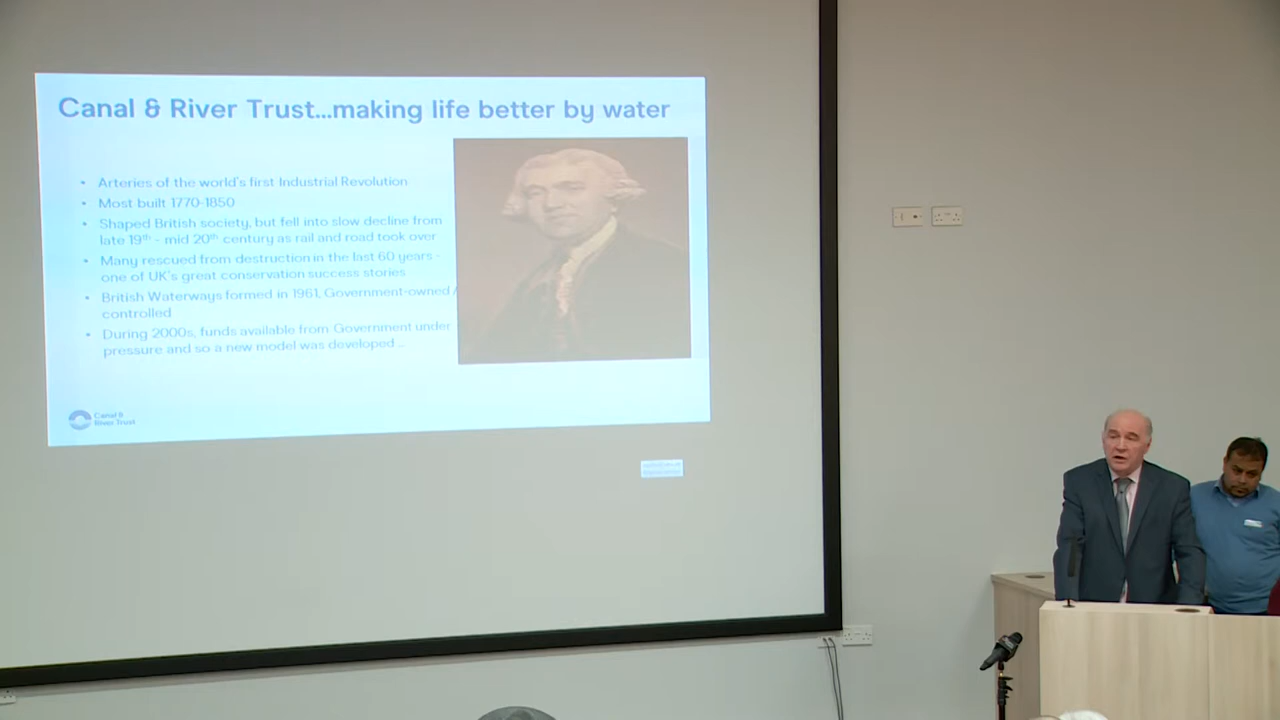 Canal & River Trust...making life better by water
• Arteries of the world's first Industrial Revolution
• Most built 1770-1850
• Shaped British society, but fell into slow decline from
late 19th - mid 20th century as rail and road took over
• Many rescued from destruction in the last 60 years -
one of UK's great conservation success stories
• British Waterways formed in 1961, Government-owned /
controlled
• During 2000s, funds available from Government under
pressure and so a new model was developed ...
Canal &
River Trust